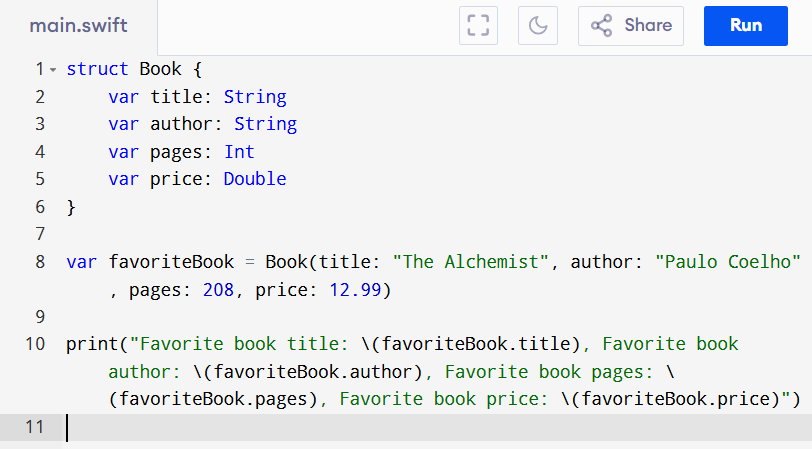 main.swift
Share
Run
1 struct Book {
2     var title: String
3     var author: String
4     var pages: Int
5     var price: Double
6 }
7
8 var favoriteBook = Book(title: "The Alchemist", author: "Paulo Coelho"
    , pages: 208, price: 12.99)
9
10 print("Favorite book title: \(favoriteBook.title), Favorite book
    author: \(favoriteBook.author), Favorite book pages: \
    (favoriteBook.pages), Favorite book price: \(favoriteBook.price)")
11